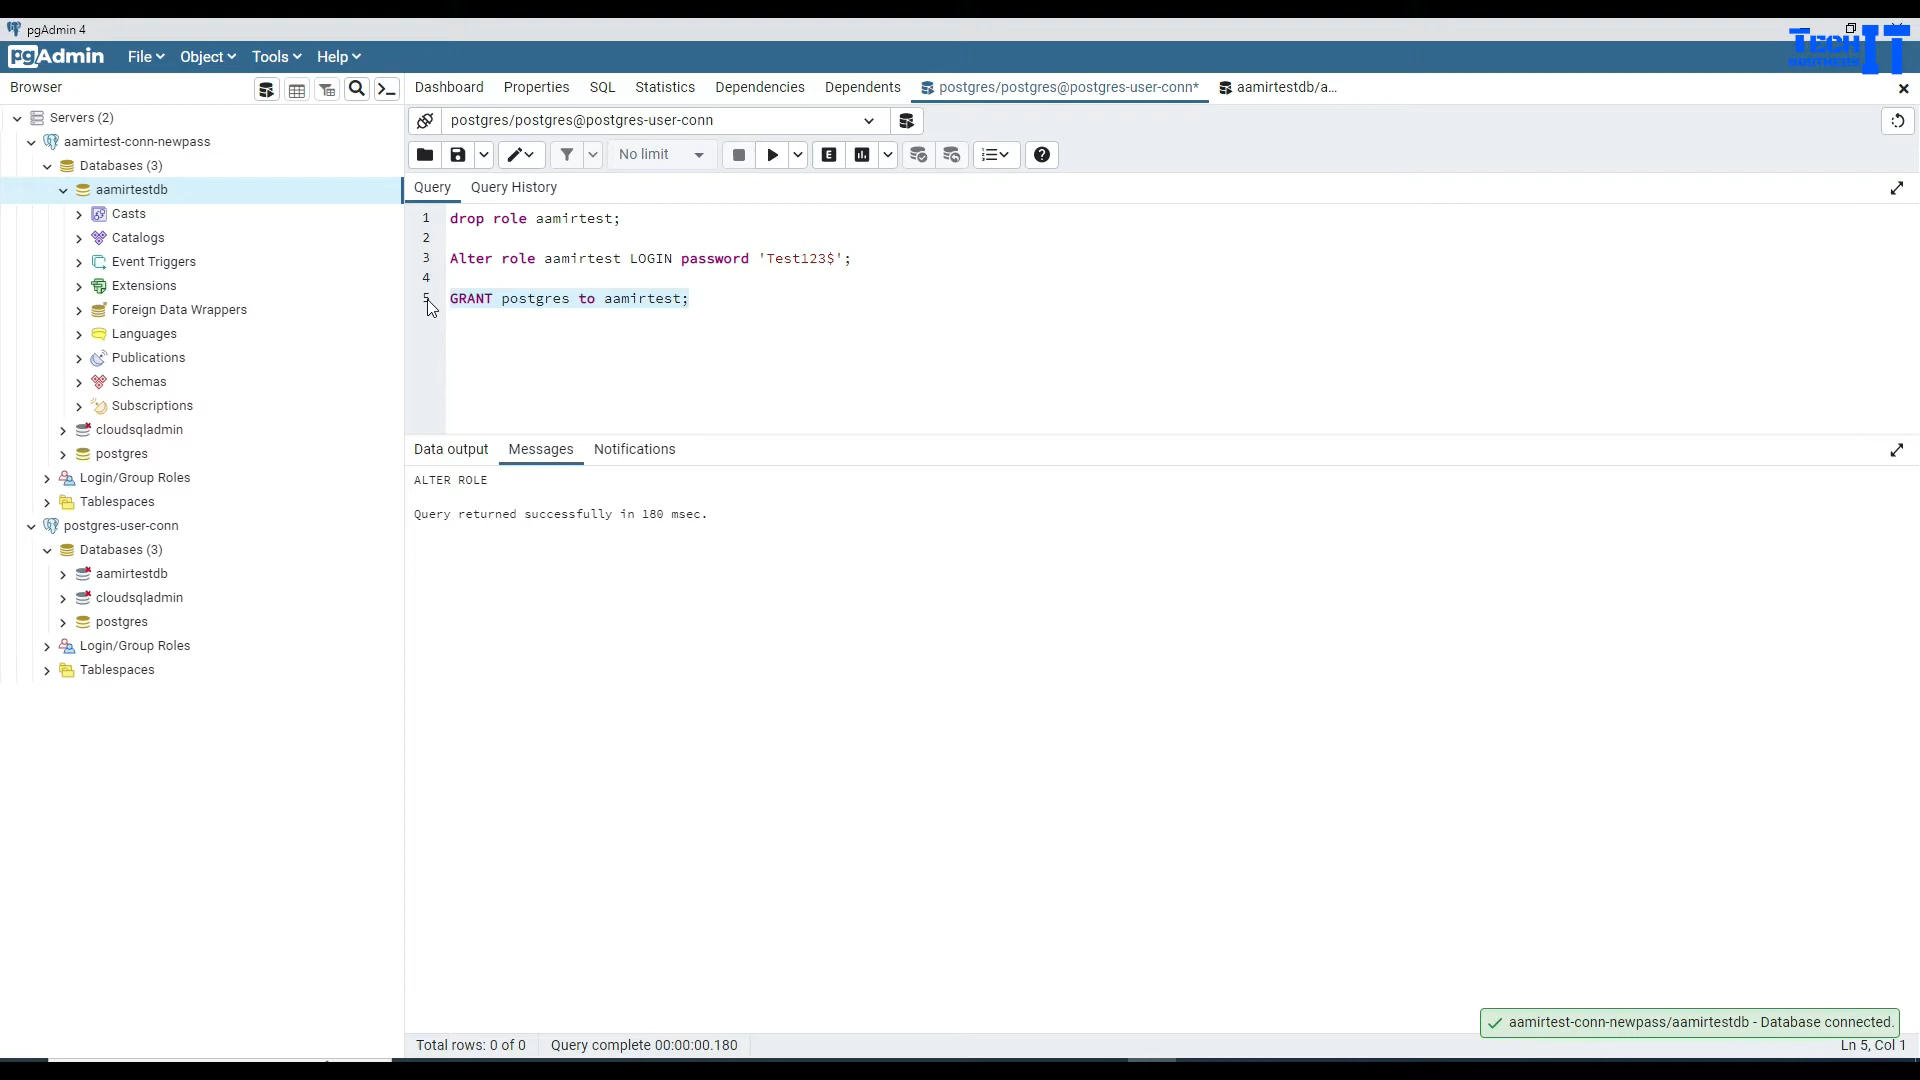 pgAdmin 4
pgAdmin File Object Tools Help
TECH IT
Browser
Dashboard Properties SQL Statistics Dependencies Dependents postgres/postgres@postgres-user-conn* aamirtestdb/a...
Servers (2)
aamirtest-conn-newpass
Databases (3)
aamirtestdb
Casts
Catalogs
Event Triggers
Extensions
Foreign Data Wrappers
Languages
Publications
Schemas
Subscriptions
cloudsqladmin
postgres
Login/Group Roles
Tablespaces
postgres-user-conn
Databases (3)
aamirtestdb
cloudsqladmin
postgres
Login/Group Roles
Tablespaces
postgres/postgres@postgres-user-conn
No limit
E
Query Query History
1 drop role aamirtest;
2
3 Alter role aamirtest LOGIN password 'Test123$';
4
5 GRANT postgres to aamirtest;
Data output Messages Notifications
ALTER ROLE
Query returned successfully in 180 msec.
aamirtest-conn-newpass/aamirtestdb - Database connected.
Total rows: 0 of 0 Query complete 00:00:00.180 Ln 5, Col 1